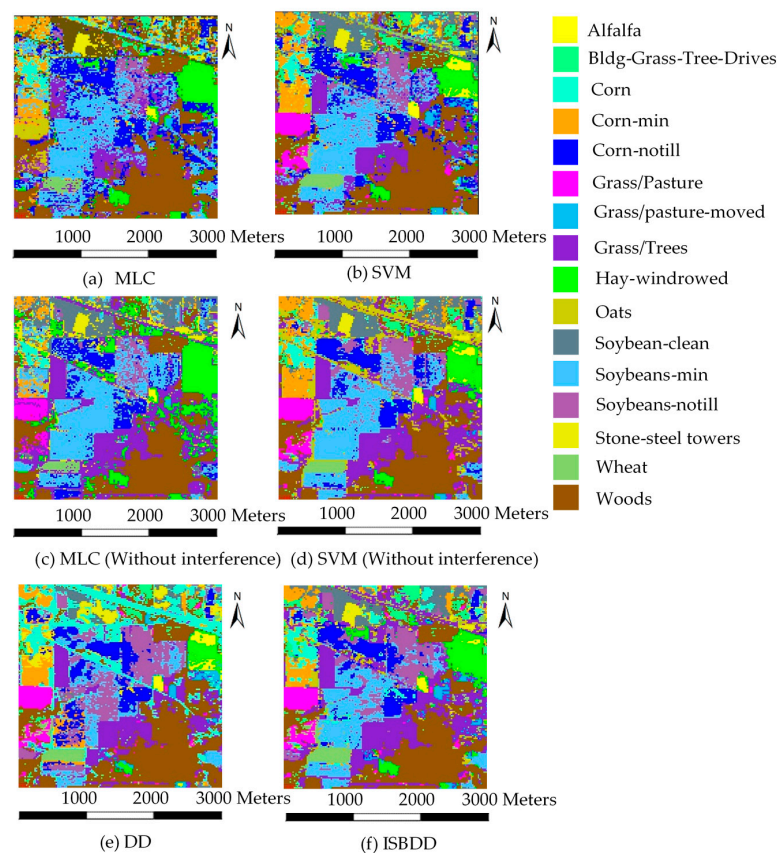 N
N
1000 2000 3000 Meters
1000 2000 3000 Meters
(a) MLC
(b) SVM
N
N
1000 2000 3000 Meters
1000 2000 3000 Meters
(c) MLC (Without interference)
(d) SVM (Without interference)
N
N
1000 2000 3000 Meters
1000 2000 3000 Meters
(e) DD
(f) ISBDD
Alfalfa
Bldg-Grass-Tree-Drives
Corn
Corn-min
Corn-notill
Grass/Pasture
Grass/pasture-moved
Grass/Trees
Hay-windrowed
Oats
Soybean-clean
Soybeans-min
Soybeans-notill
Stone-steel towers
Wheat
Woods